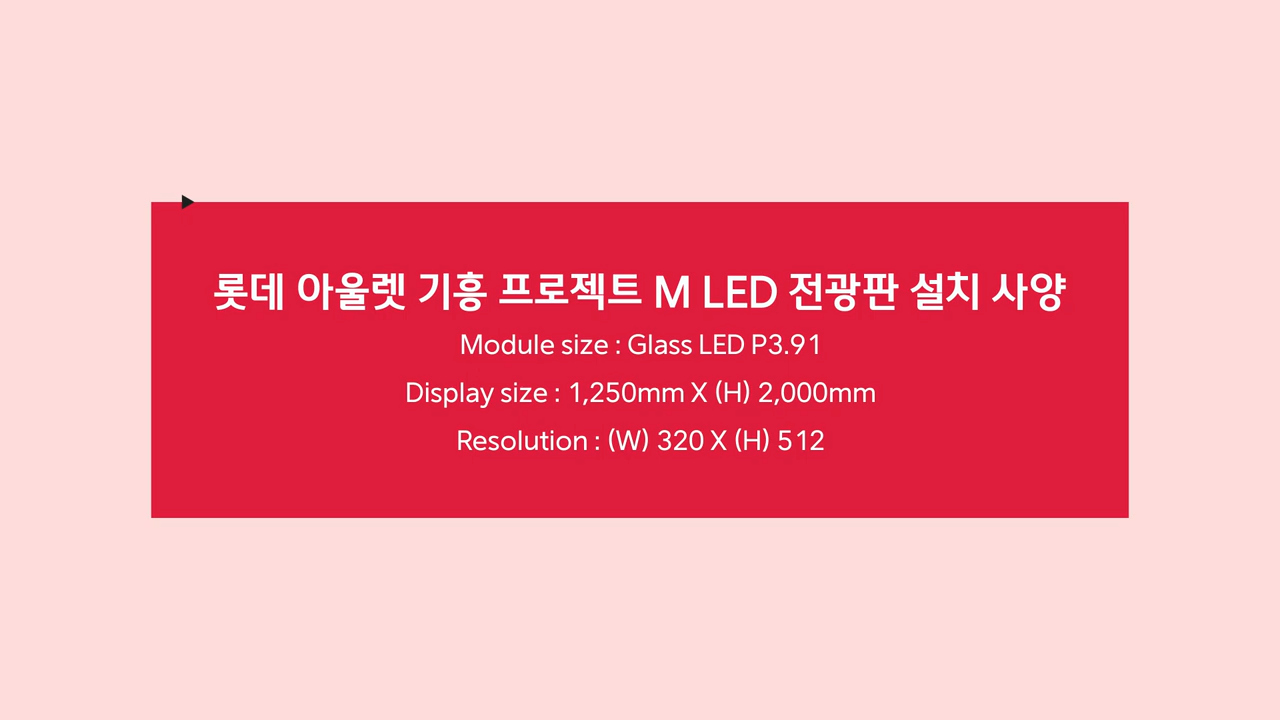 롯데 아울렛 기흥 프로젝트 M LED 전광판 설치 사양
Module size : Glass LED P3.91
Display size : 1,250mm X (H) 2,000mm
Resolution : (W) 320 X (H) 512